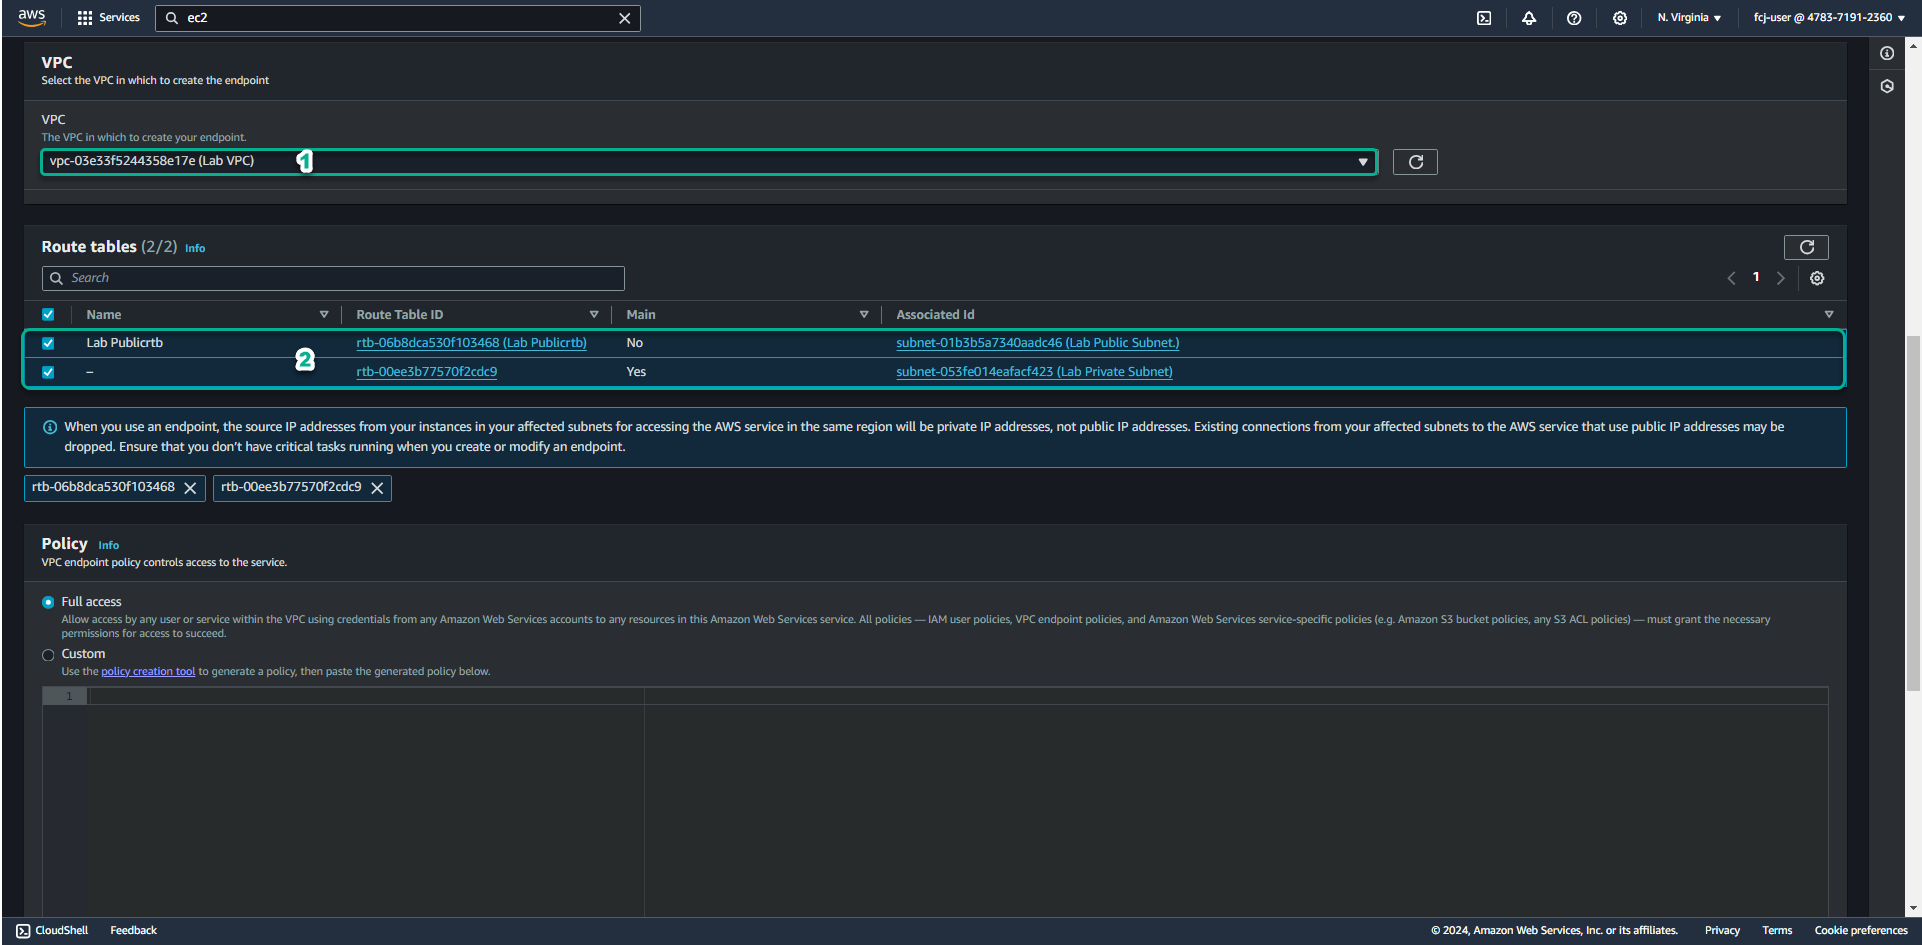 aws Services ec2 N. Virginia fcj-user @ 4783-7191-2360
VPC
Select the VPC in which to create the endpoint
VPC
The VPC in which to create your endpoint.
vpc-03e33f5244358e17e (Lab VPC) 1
Route tables (2/2) Info
Search
1
Name Route Table ID Main Associated Id
Lab Publicrtb rtb-06b8dca530f103468 (Lab Publicrtb) No subnet-01b3b5a7340aadc46 (Lab Public Subnet.)
2
– rtb-00ee3b77570f2cdc9 Yes subnet-053fe014eafacf423 (Lab Private Subnet)
When you use an endpoint, the source IP addresses from your instances in your affected subnets for accessing the AWS service in the same region will be private IP addresses, not public IP addresses. Existing connections from your affected subnets to the AWS service that use public IP addresses may be
dropped. Ensure that you don’t have critical tasks running when you create or modify an endpoint.
rtb-06b8dca530f103468 rtb-00ee3b77570f2cdc9
Policy Info
VPC endpoint policy controls access to the service.
Full access
Allow access by any user or service within the VPC using credentials from any Amazon Web Services accounts to any resources in this Amazon Web Services service. All policies — IAM user policies, VPC endpoint policies, and Amazon Web Services service-specific policies (e.g. Amazon S3 bucket policies, any S3 ACL policies) — must grant the necessary
permissions for access to succeed.
Custom
Use the policy creation tool to generate a policy, then paste the generated policy below.
1
CloudShell Feedback © 2024, Amazon Web Services, Inc. or its affiliates. Privacy Terms Cookie preferences